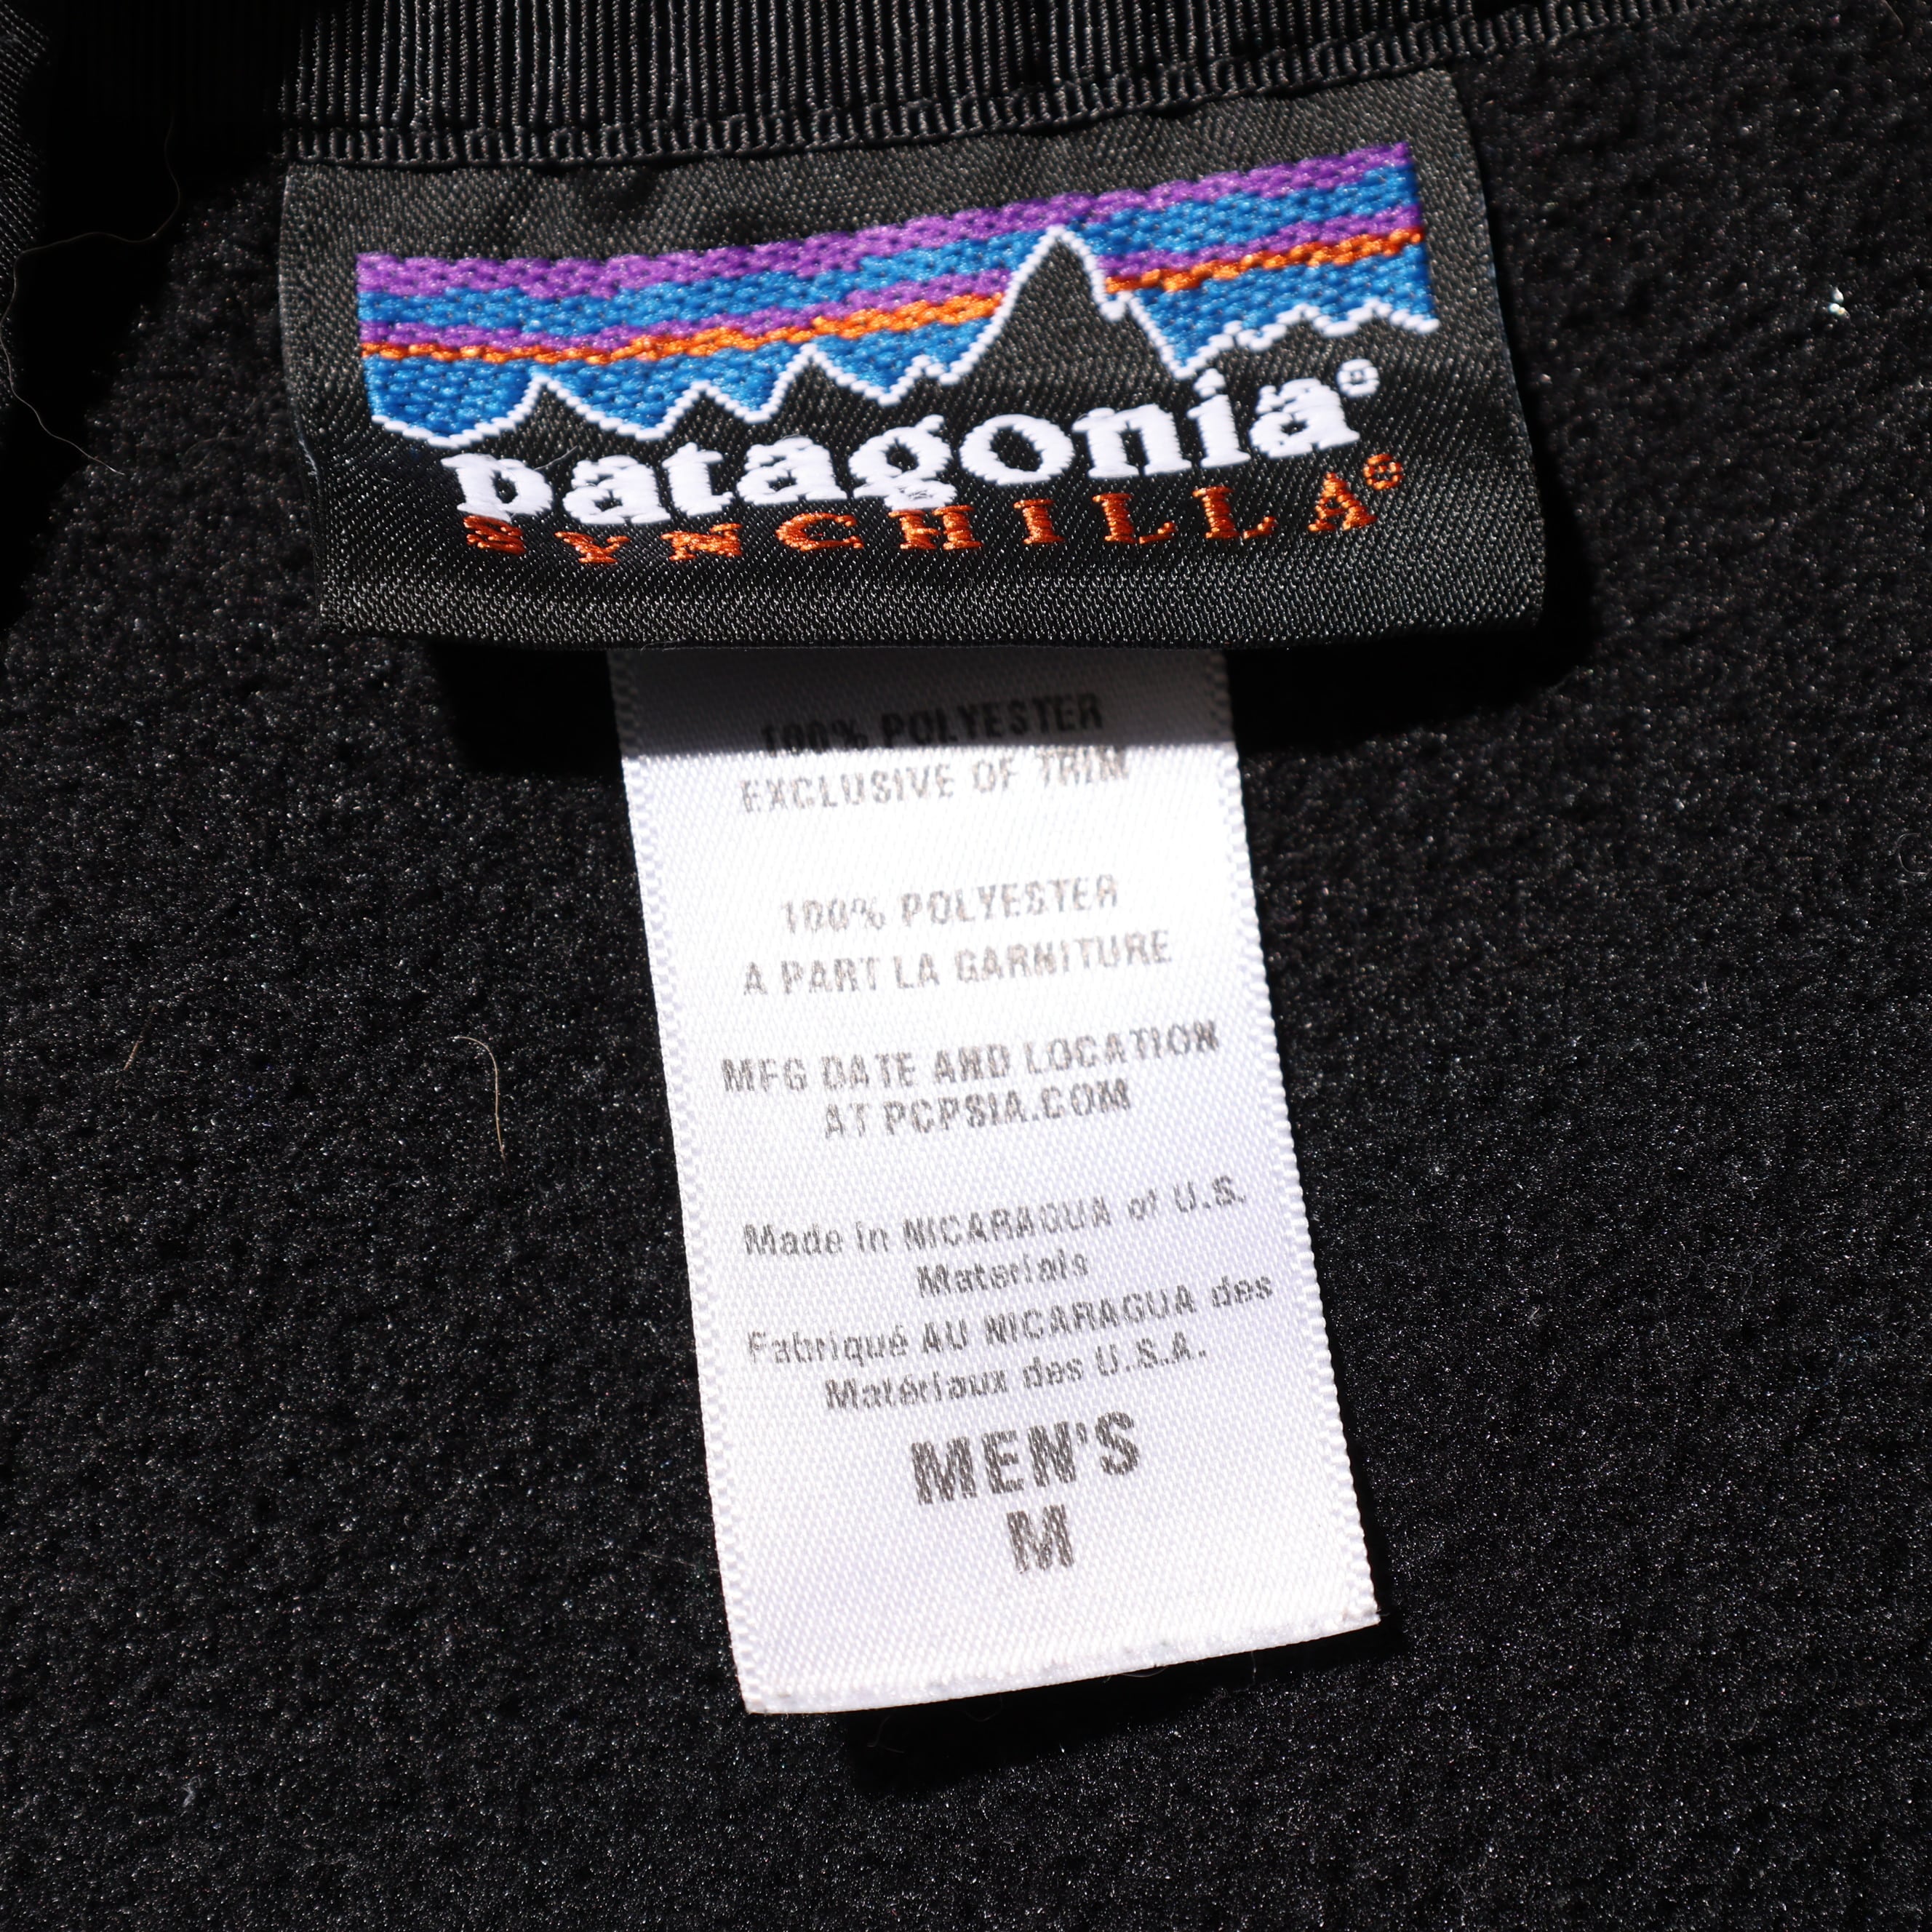 patagonia®
SYNCHILLA®
100% POLYESTER
EXCLUSIVE OF TRIM
100% POLYESTER
A PART LA GARNITURE
MFG DATE AND LOCATION
AT PCPSIA.COM
Made in NICARAGUA of U.S.
Materials
Fabriqué AU NICARAGUA des
Matériaux des U.S.A.
MEN'S
M